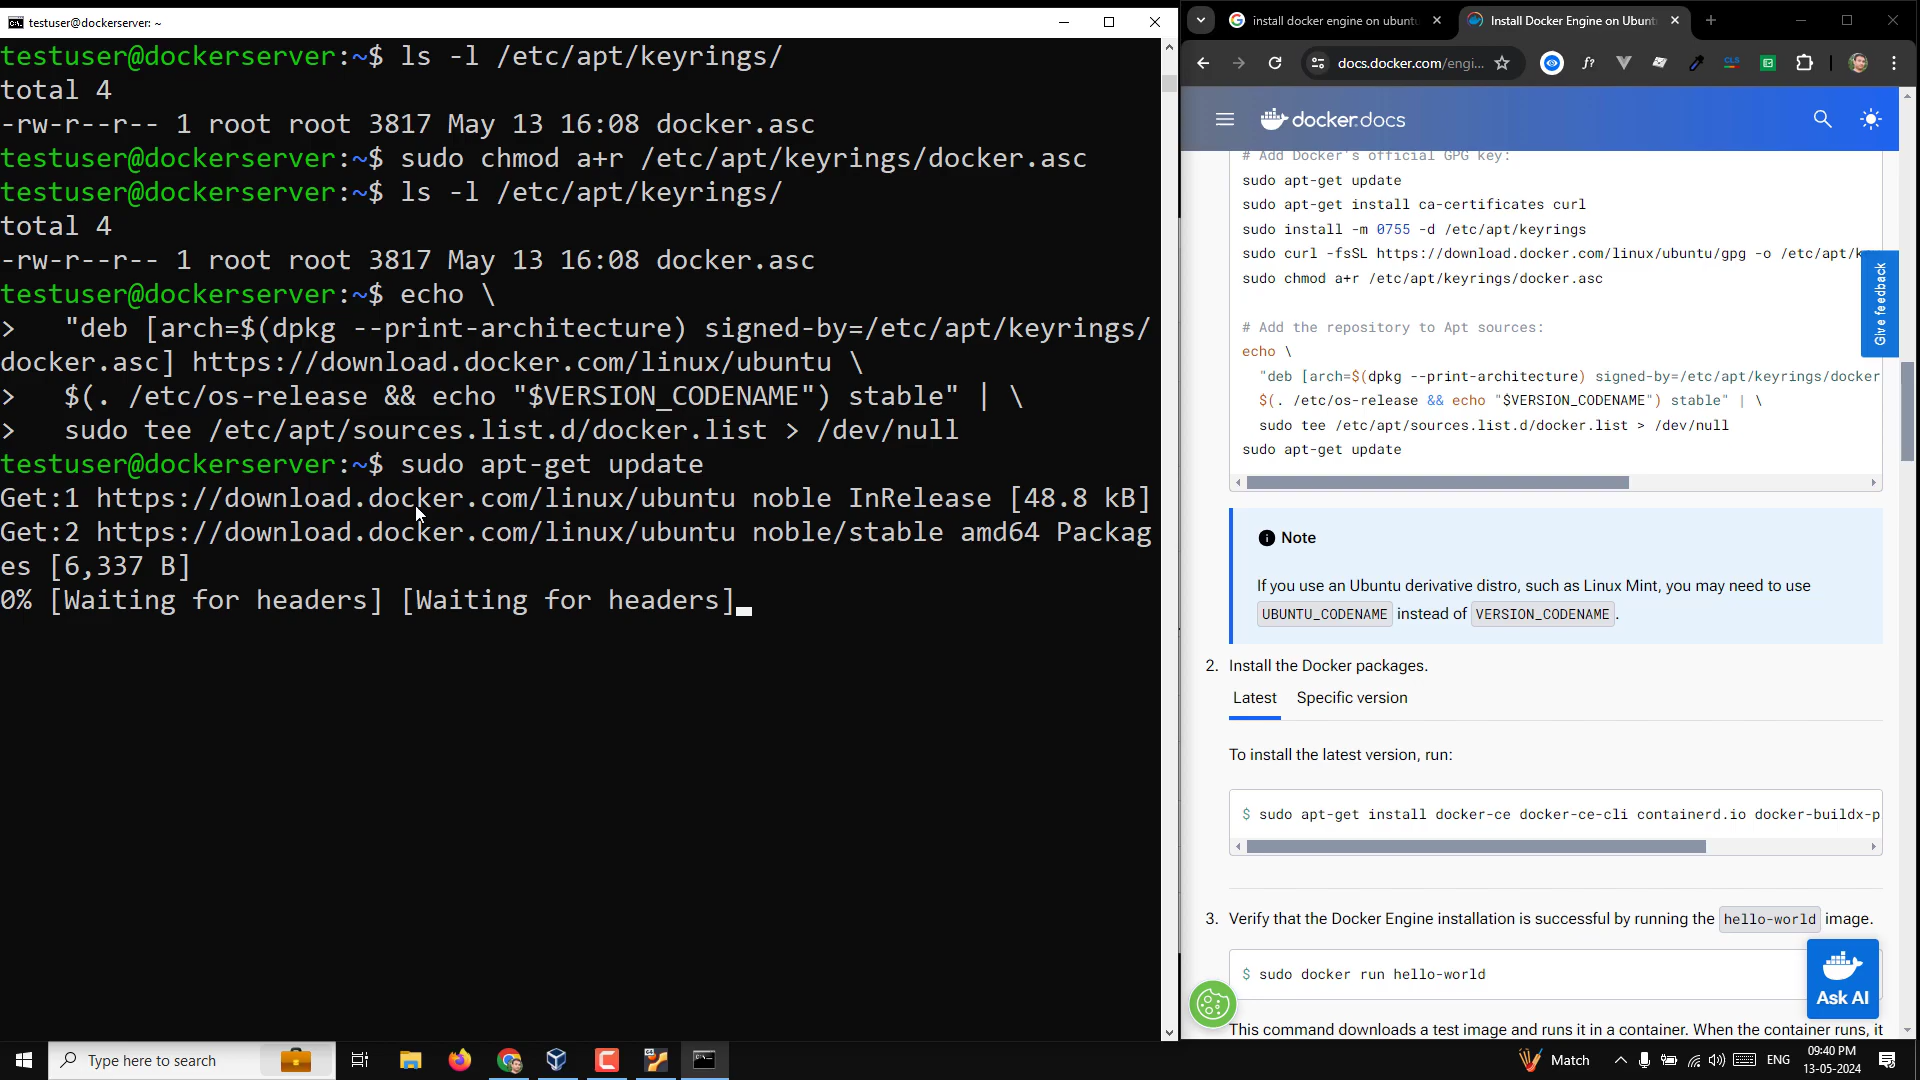 testuser@dockerserver: ~
testuser@dockerserver:~$ ls -l /etc/apt/keyrings/
total 4
-rw-r--r-- 1 root root 3817 May 13 16:08 docker.asc
testuser@dockerserver:~$ sudo chmod a+r /etc/apt/keyrings/docker.asc
testuser@dockerserver:~$ ls -l /etc/apt/keyrings/
total 4
-rw-r--r-- 1 root root 3817 May 13 16:08 docker.asc
testuser@dockerserver:~$ echo \
>   "deb [arch=$(dpkg --print-architecture) signed-by=/etc/apt/keyrings/
docker.asc] https://download.docker.com/linux/ubuntu \
>   $(. /etc/os-release && echo "$VERSION_CODENAME") stable" | \
>   sudo tee /etc/apt/sources.list.d/docker.list > /dev/null
testuser@dockerserver:~$ sudo apt-get update
Get:1 https://download.docker.com/linux/ubuntu noble InRelease [48.8 kB]
Get:2 https://download.docker.com/linux/ubuntu noble/stable amd64 Packag
es [6,337 B]
0% [Waiting for headers] [Waiting for headers]
install docker engine on ubuntu
Install Docker Engine on Ubunt
docs.docker.com/engi...
f?
CLS
docker.docs
# Add Docker's official GPG key:
sudo apt-get update
sudo apt-get install ca-certificates curl
sudo install -m 0755 -d /etc/apt/keyrings
sudo curl -fsSL https://download.docker.com/linux/ubuntu/gpg -o /etc/apt/k
sudo chmod a+r /etc/apt/keyrings/docker.asc
# Add the repository to Apt sources:
echo \
"deb [arch=$(dpkg --print-architecture) signed-by=/etc/apt/keyrings/docker
$(. /etc/os-release && echo "$VERSION_CODENAME") stable" | \
sudo tee /etc/apt/sources.list.d/docker.list > /dev/null
sudo apt-get update
Give feedback
Note
If you use an Ubuntu derivative distro, such as Linux Mint, you may need to use
UBUNTU_CODENAME instead of VERSION_CODENAME.
2. Install the Docker packages.
Latest Specific version
To install the latest version, run:
$ sudo apt-get install docker-ce docker-ce-cli containerd.io docker-buildx-p
3. Verify that the Docker Engine installation is successful by running the hello-world image.
$ sudo docker run hello-world
Ask AI
This command downloads a test image and runs it in a container. When the container runs, it
Type here to search
Match
ENG
09:40 PM
13-05-2024